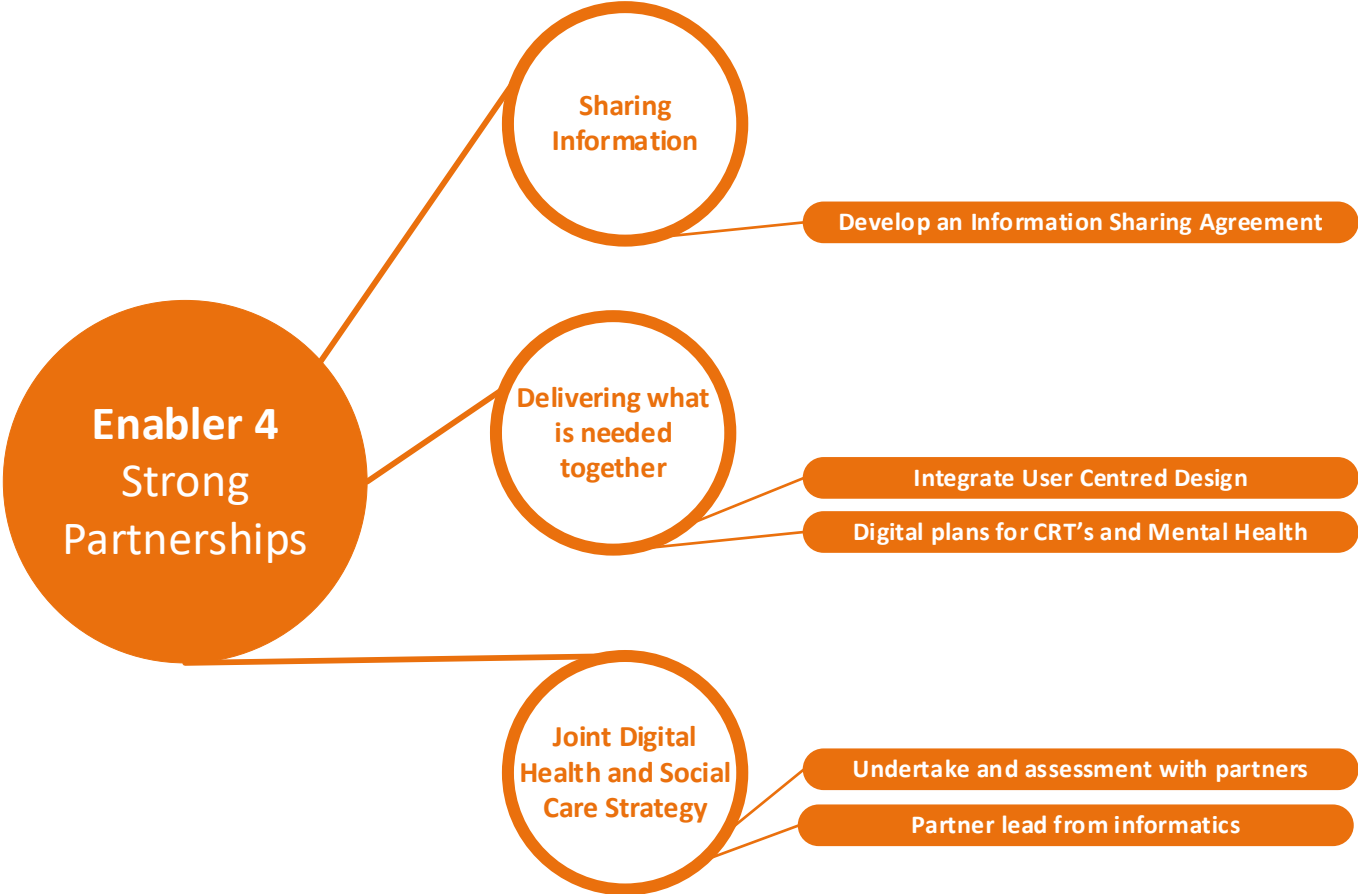 Sharing
Information
Develop an Information Sharing Agreement
Enabler 4
Strong
Partnerships
Delivering what
is needed
together
Integrate User Centred Design
Digital plans for CRT’s and Mental Health
Joint Digital
Health and Social
Care Strategy
Undertake and assessment with partners
Partner lead from informatics